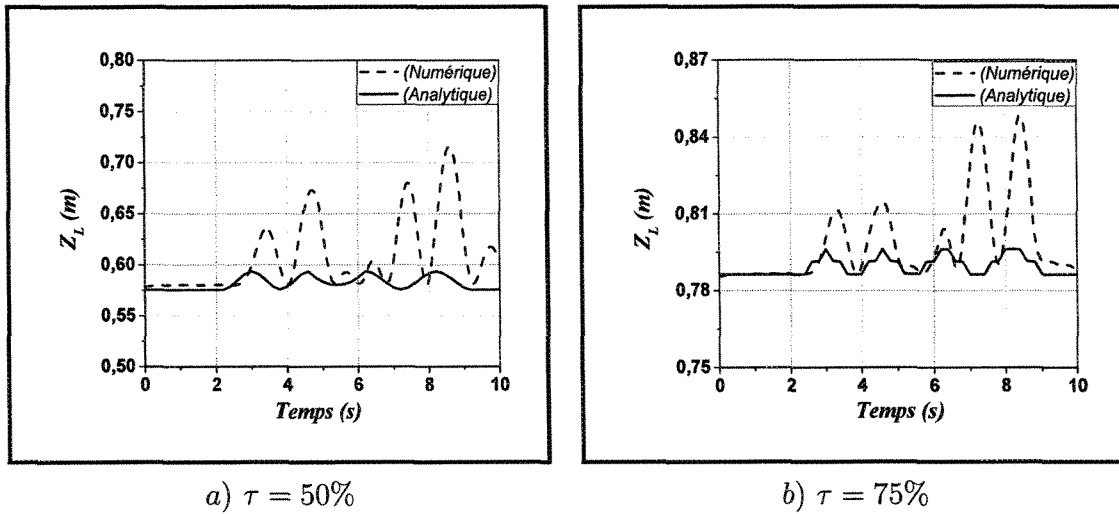 0,80
0,75
0,70
0,65
0,60
0,55
0,50
Z_L (m)
(Numérique)
(Analytique)
0 2 4 6 8 10
Temps (s)
a) τ = 50%
0,87
0,84
0,81
0,78
0,75
Z_L (m)
(Numérique)
(Analytique)
0 2 4 6 8 10
Temps (s)
b) τ = 75%